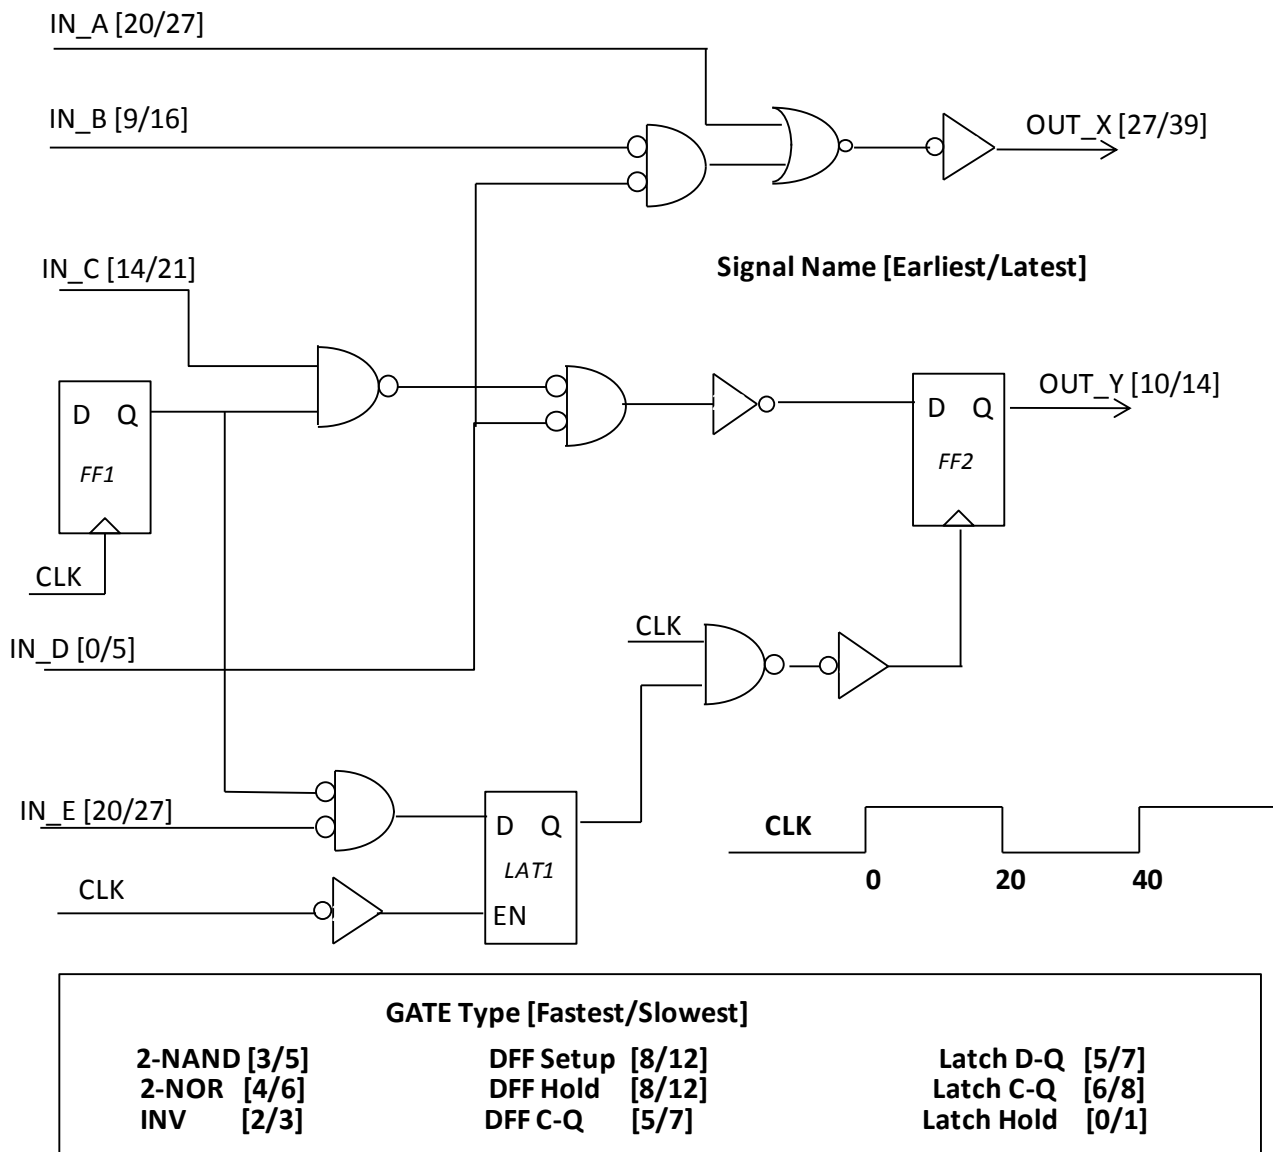 IN_A [20/27]
IN_B [9/16]
OUT_X [27/39]
IN_C [14/21]
Signal Name [Earliest/Latest]
D Q
FF1
CLK
D Q
FF2
OUT_Y [10/14]
IN_D [0/5]
CLK
IN_E [20/27]
D Q
LAT1
EN
CLK
CLK
0 20 40
GATE Type [Fastest/Slowest]
2-NAND [3/5] DFF Setup [8/12] Latch D-Q [5/7]
2-NOR [4/6] DFF Hold [8/12] Latch C-Q [6/8]
INV [2/3] DFF C-Q [5/7] Latch Hold [0/1]